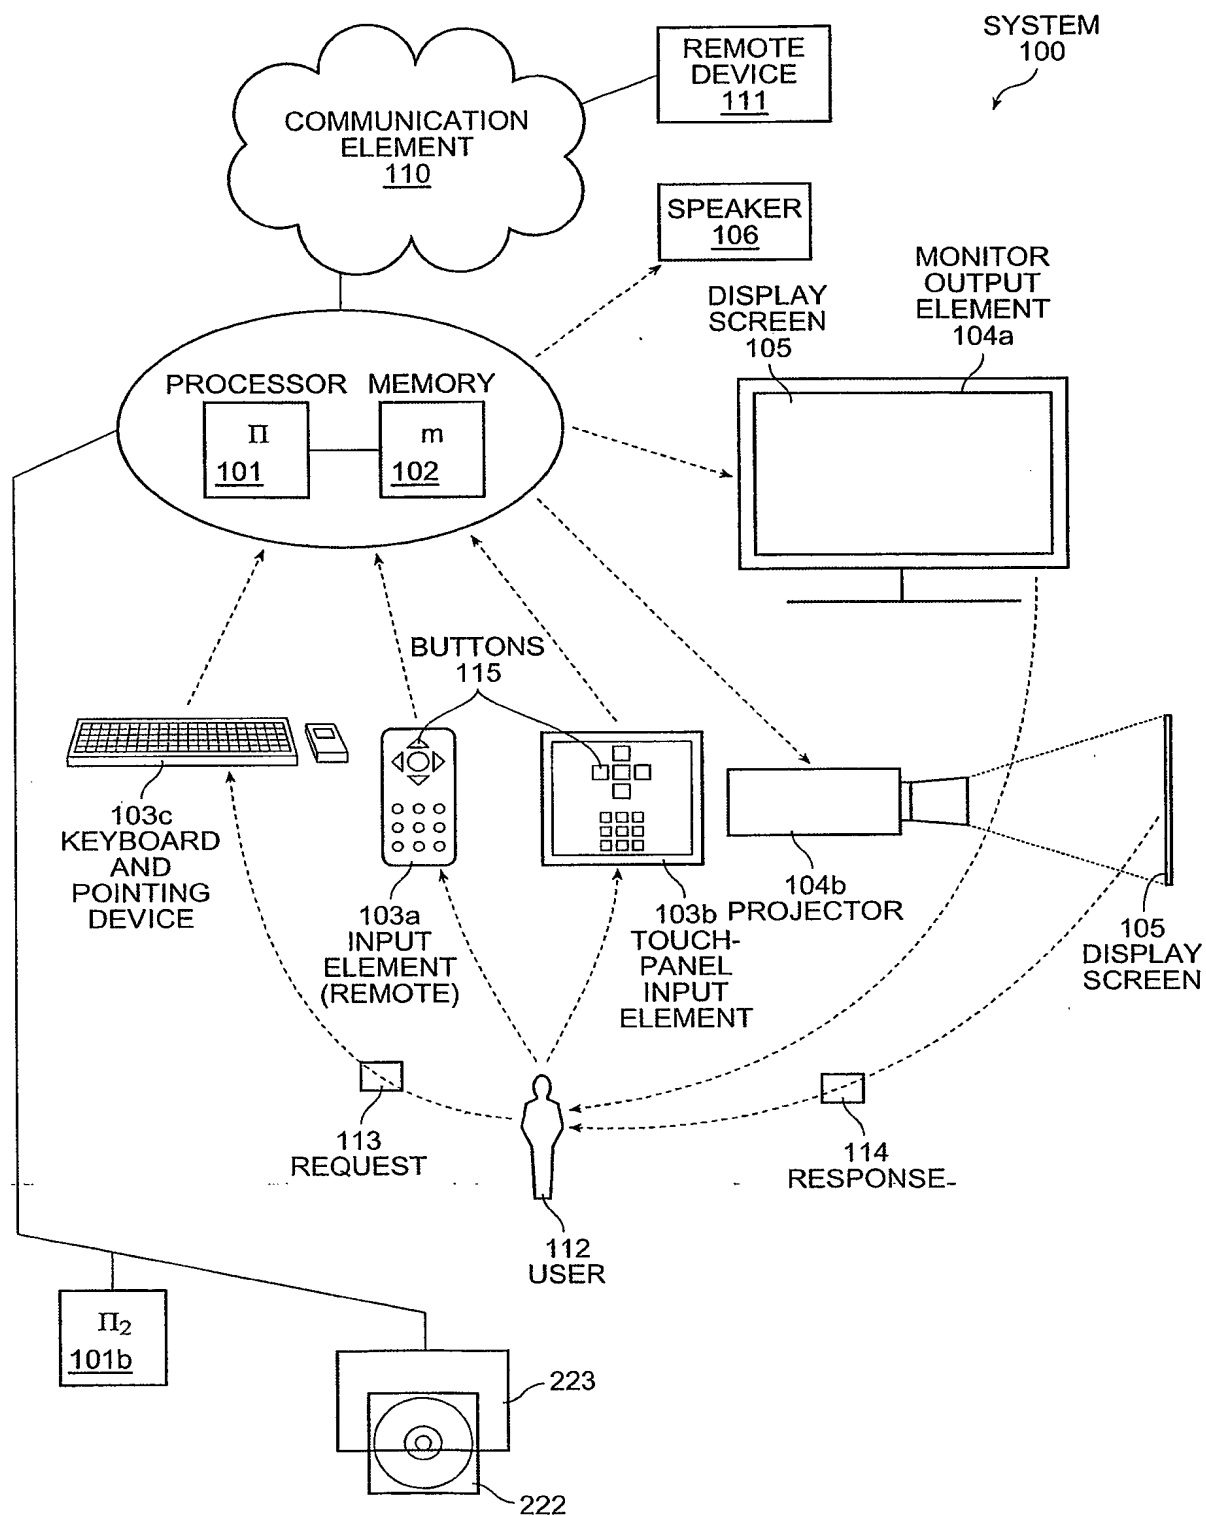 SYSTEM
100
REMOTE
DEVICE
111
COMMUNICATION
ELEMENT
110
SPEAKER
106
MONITOR
OUTPUT
ELEMENT
104a
DISPLAY
SCREEN
105
PROCESSOR
MEMORY
Π
101
m
102
BUTTONS
115
103c
KEYBOARD
AND
POINTING
DEVICE
103a
INPUT
ELEMENT
(REMOTE)
103b
TOUCH-
PANEL
INPUT
ELEMENT
104b
PROJECTOR
105
DISPLAY
SCREEN
113
REQUEST
114
RESPONSE
112
USER
Π2
101b
223
222